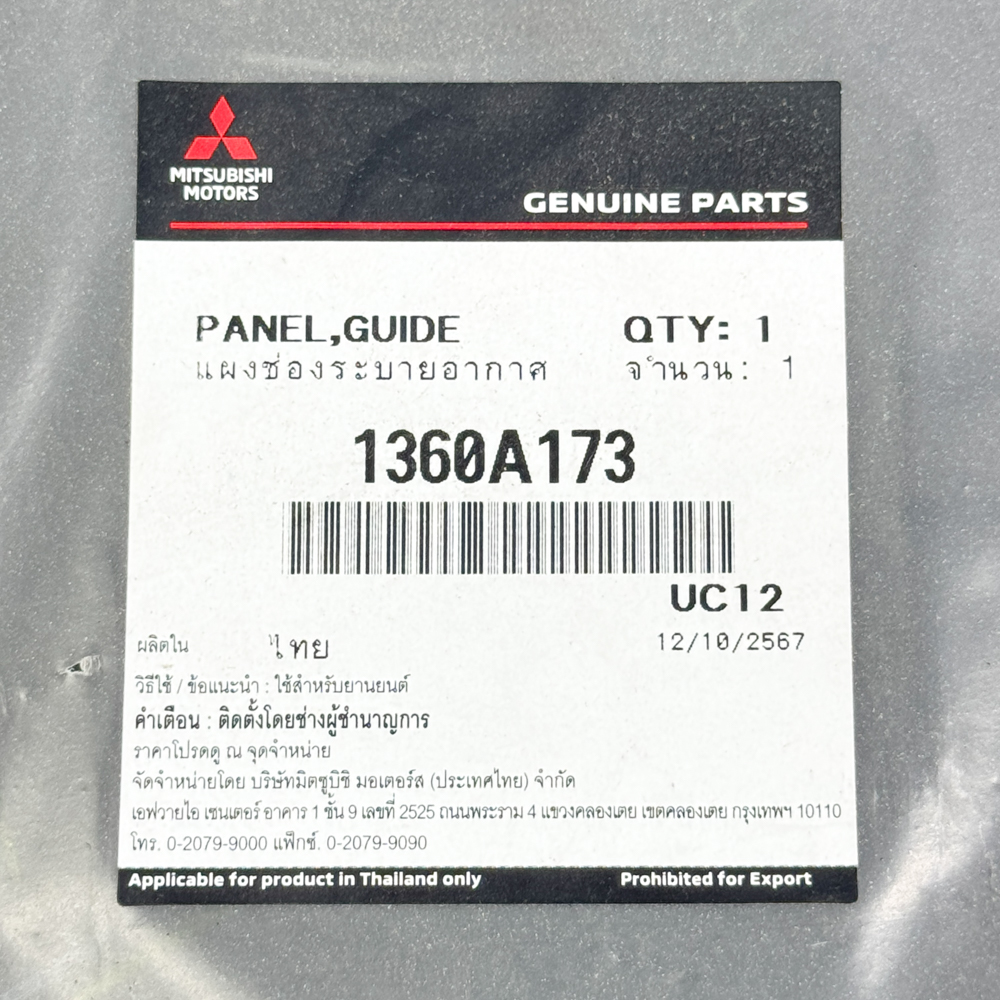 MITSUBISHI
MOTORS
GENUINE PARTS
PANEL,GUIDE QTY: 1
แผงช่องระบายอากาศ จำนวน: 1
1360A173
UC12
ผลิตใน ไทย 12/10/2567
วิธีใช้ / ข้อแนะนำ : ใช้สำหรับยานยนต์
คำเตือน : ติดตั้งโดยช่างผู้ชำนาญการ
ราคาโปรดดู ณ จุดจำหน่าย
จัดจำหน่ายโดย บริษัทมิตซูบิชิ มอเตอร์ส (ประเทศไทย) จำกัด
เอฟวายไอ เซนเตอร์ อาคาร 1 ชั้น 9 เลขที่ 2525 ถนนพระราม 4 แขวงคลองเตย เขตคลองเตย กรุงเทพฯ 10110
โทร. 0-2079-9000 แฟ็กซ์. 0-2079-9090
Applicable for product in Thailand only Prohibited for Export